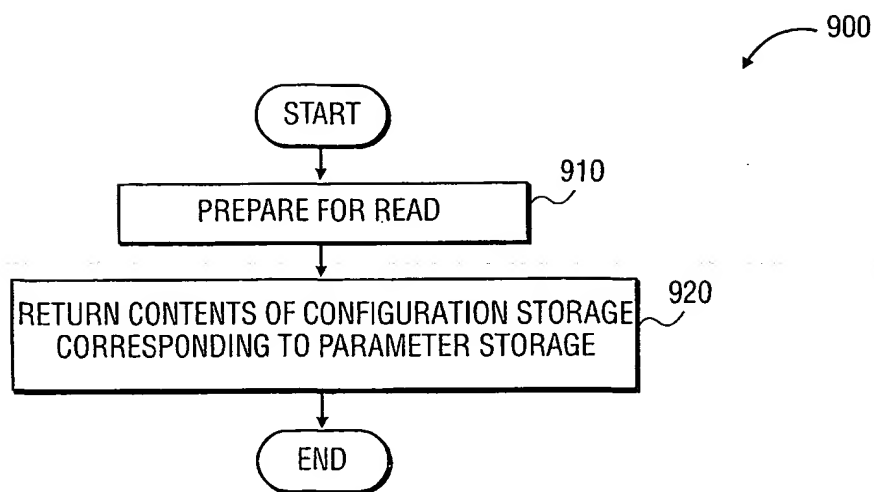 900
START
910
PREPARE FOR READ
920
RETURN CONTENTS OF CONFIGURATION STORAGE
CORRESPONDING TO PARAMETER STORAGE
END